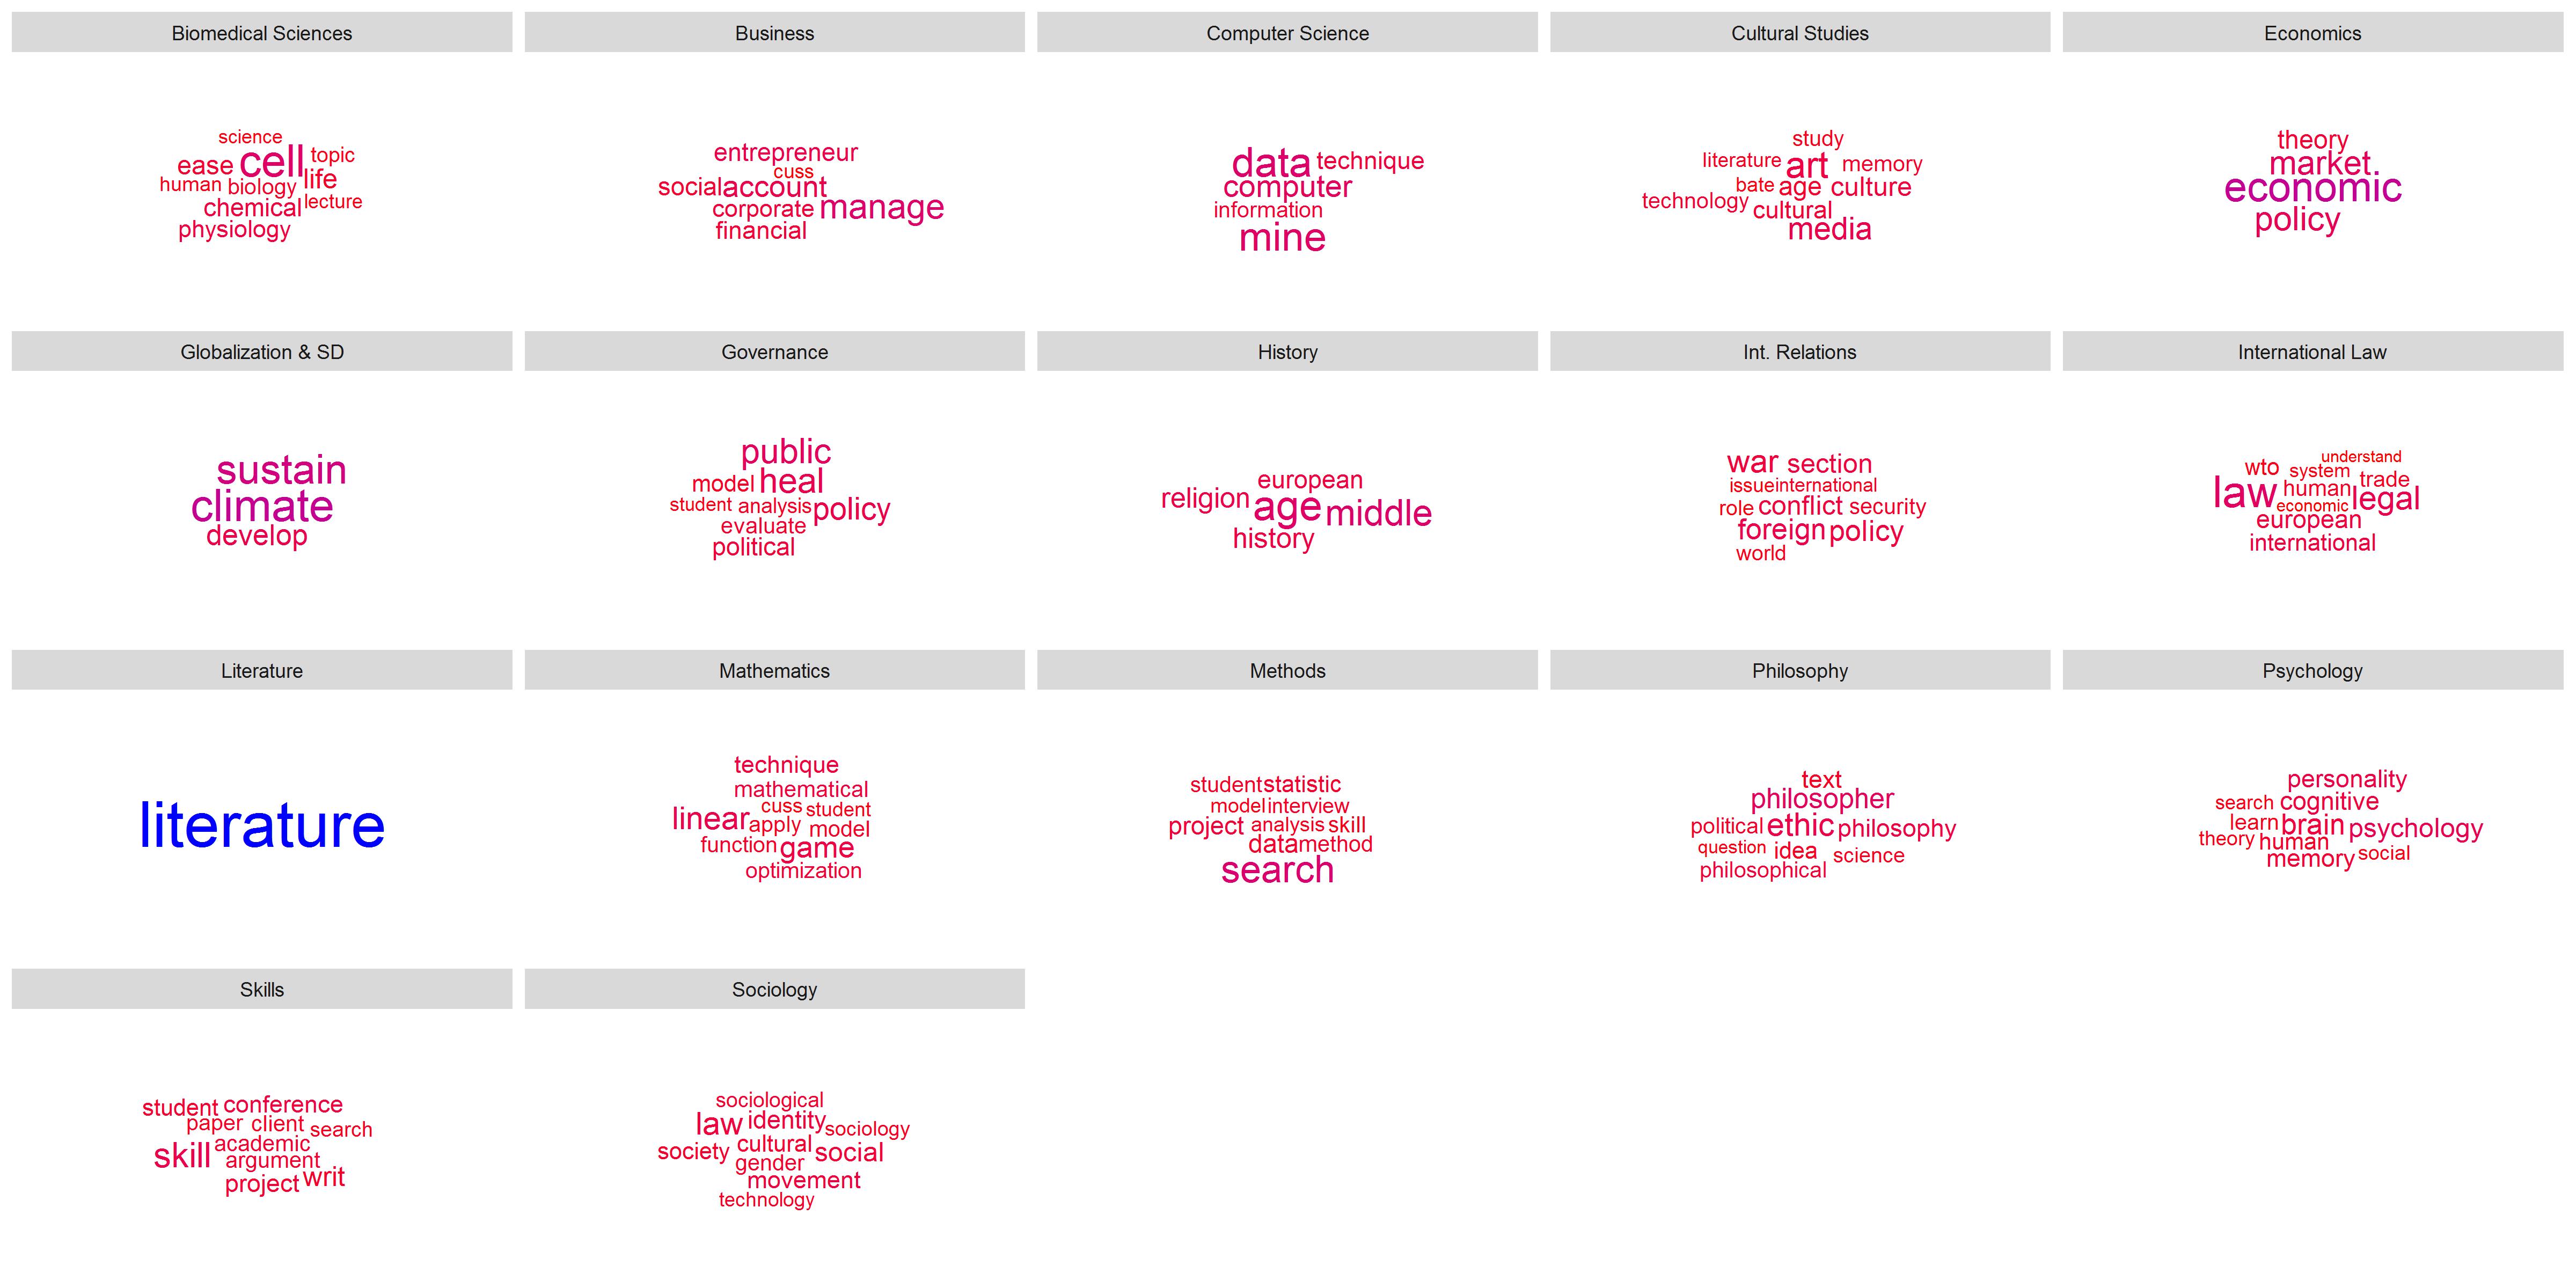 Biomedical Sciences
science
ease cell topic
human biology life
chemical lecture
physiology
Business
entrepreneur
cuss
social account
corporate manage
financial
Computer Science
data technique
computer
information
mine
Cultural Studies
study
literature art memory
bate age culture
technology cultural
media
Economics
theory
market
economic
policy
Globalization & SD
sustain
climate
develop
Governance
public
model heal
student analysis policy
evaluate
political
History
european
religion age middle
history
Int. Relations
war section
issue international
role conflict security
foreign policy
world
International Law
understand
wto system trade
law human legal
economic
european
international
Literature
literature
Mathematics
technique
mathematical
cuss student
linear apply model
function game
optimization
Methods
student statistic
model interview
project analysis skill
data method
search
Philosophy
text
philosopher
political ethic philosophy
question idea science
philosophical
Psychology
personality
search cognitive
learn brain psychology
theory human
memory social
Skills
student conference
paper client search
academic
skill argument
project writ
Sociology
sociological
law identity sociology
society cultural social
gender
movement
technology